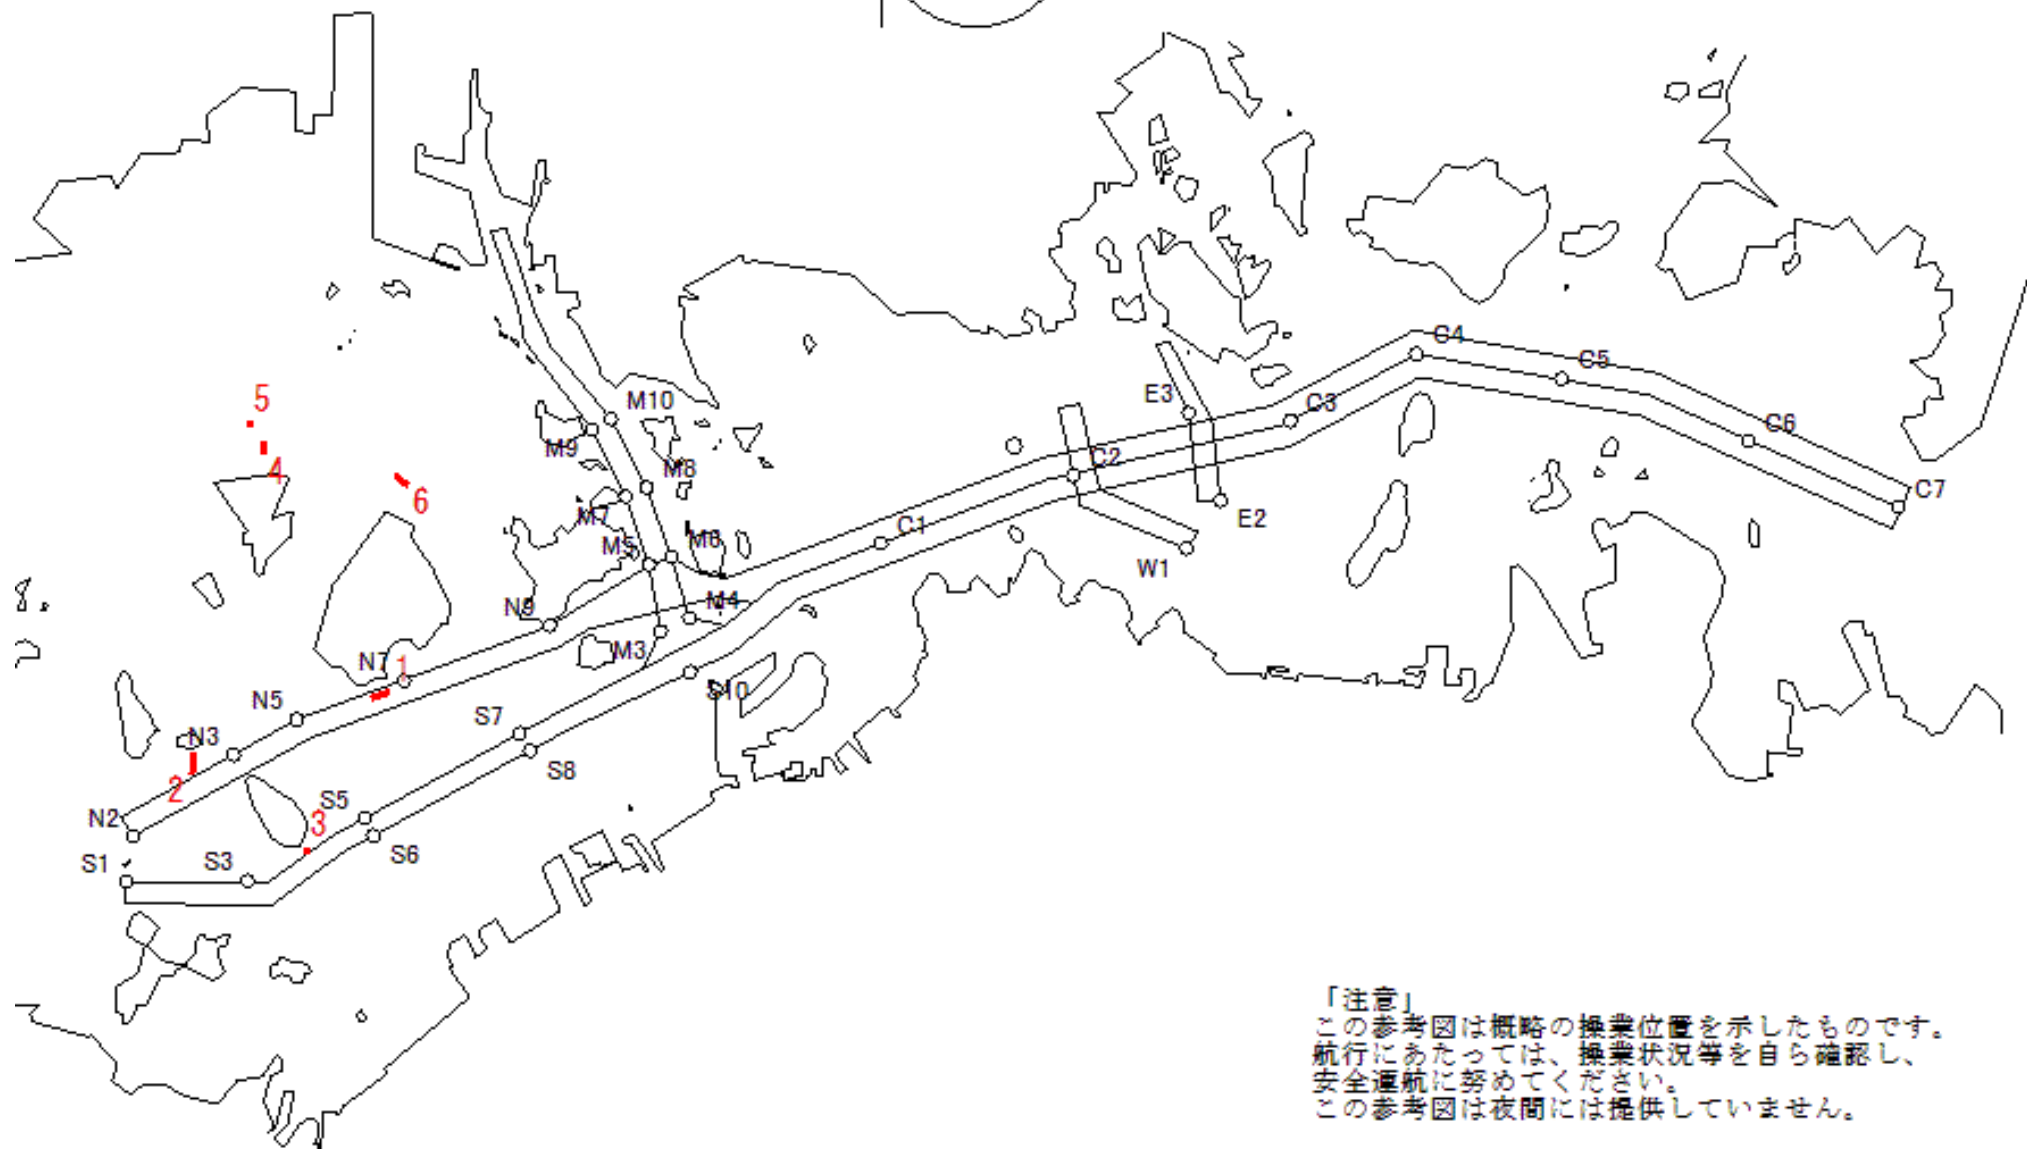 C4
C5
E3
M10
C3
5
C6
M9
C2
4
M8
6
C7
M7
E2
C1
M5
M6
W1
N9
M4
M3
N7
1
N5
S10
S7
N3
S8
2
S5
N2
3
S6
S1
S3
「注意」
この参考図は概略の操業位置を示したものです。
航行にあたっては、操業状況等を自ら確認し、
安全運航に努めてください。
この参考図は夜間には提供していません。